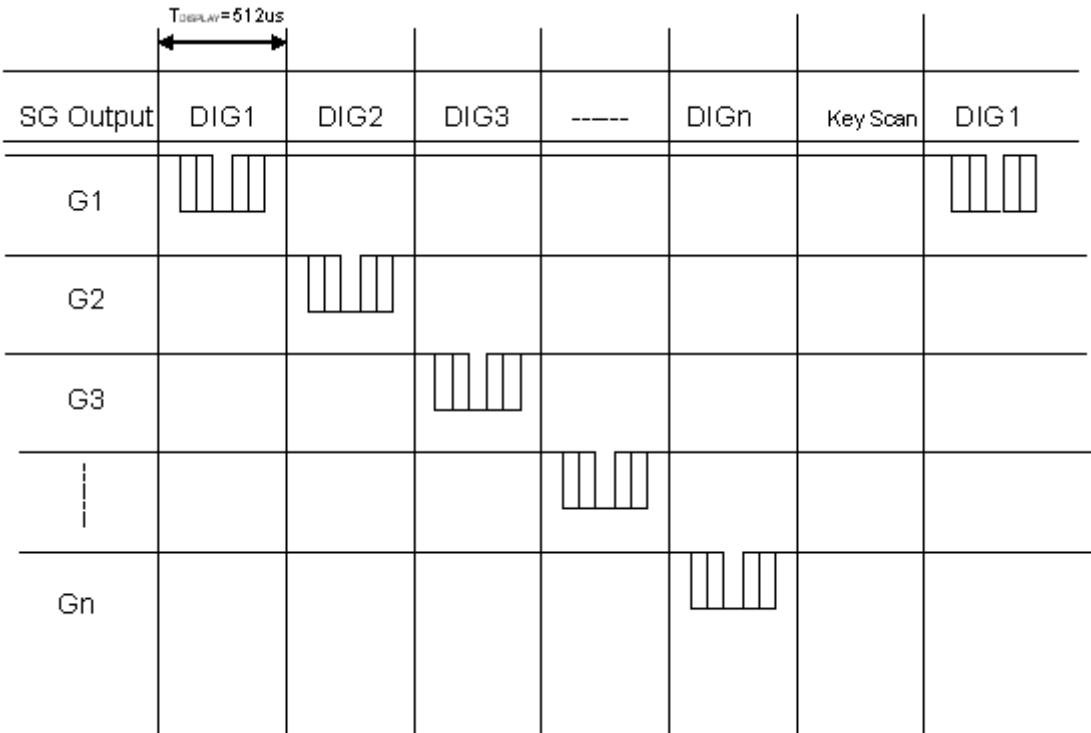 TDISPLAY=512us
SG Output DIG1 DIG2 DIG3 ------ DIGn Key Scan DIG1
G1
G2
G3
Gn